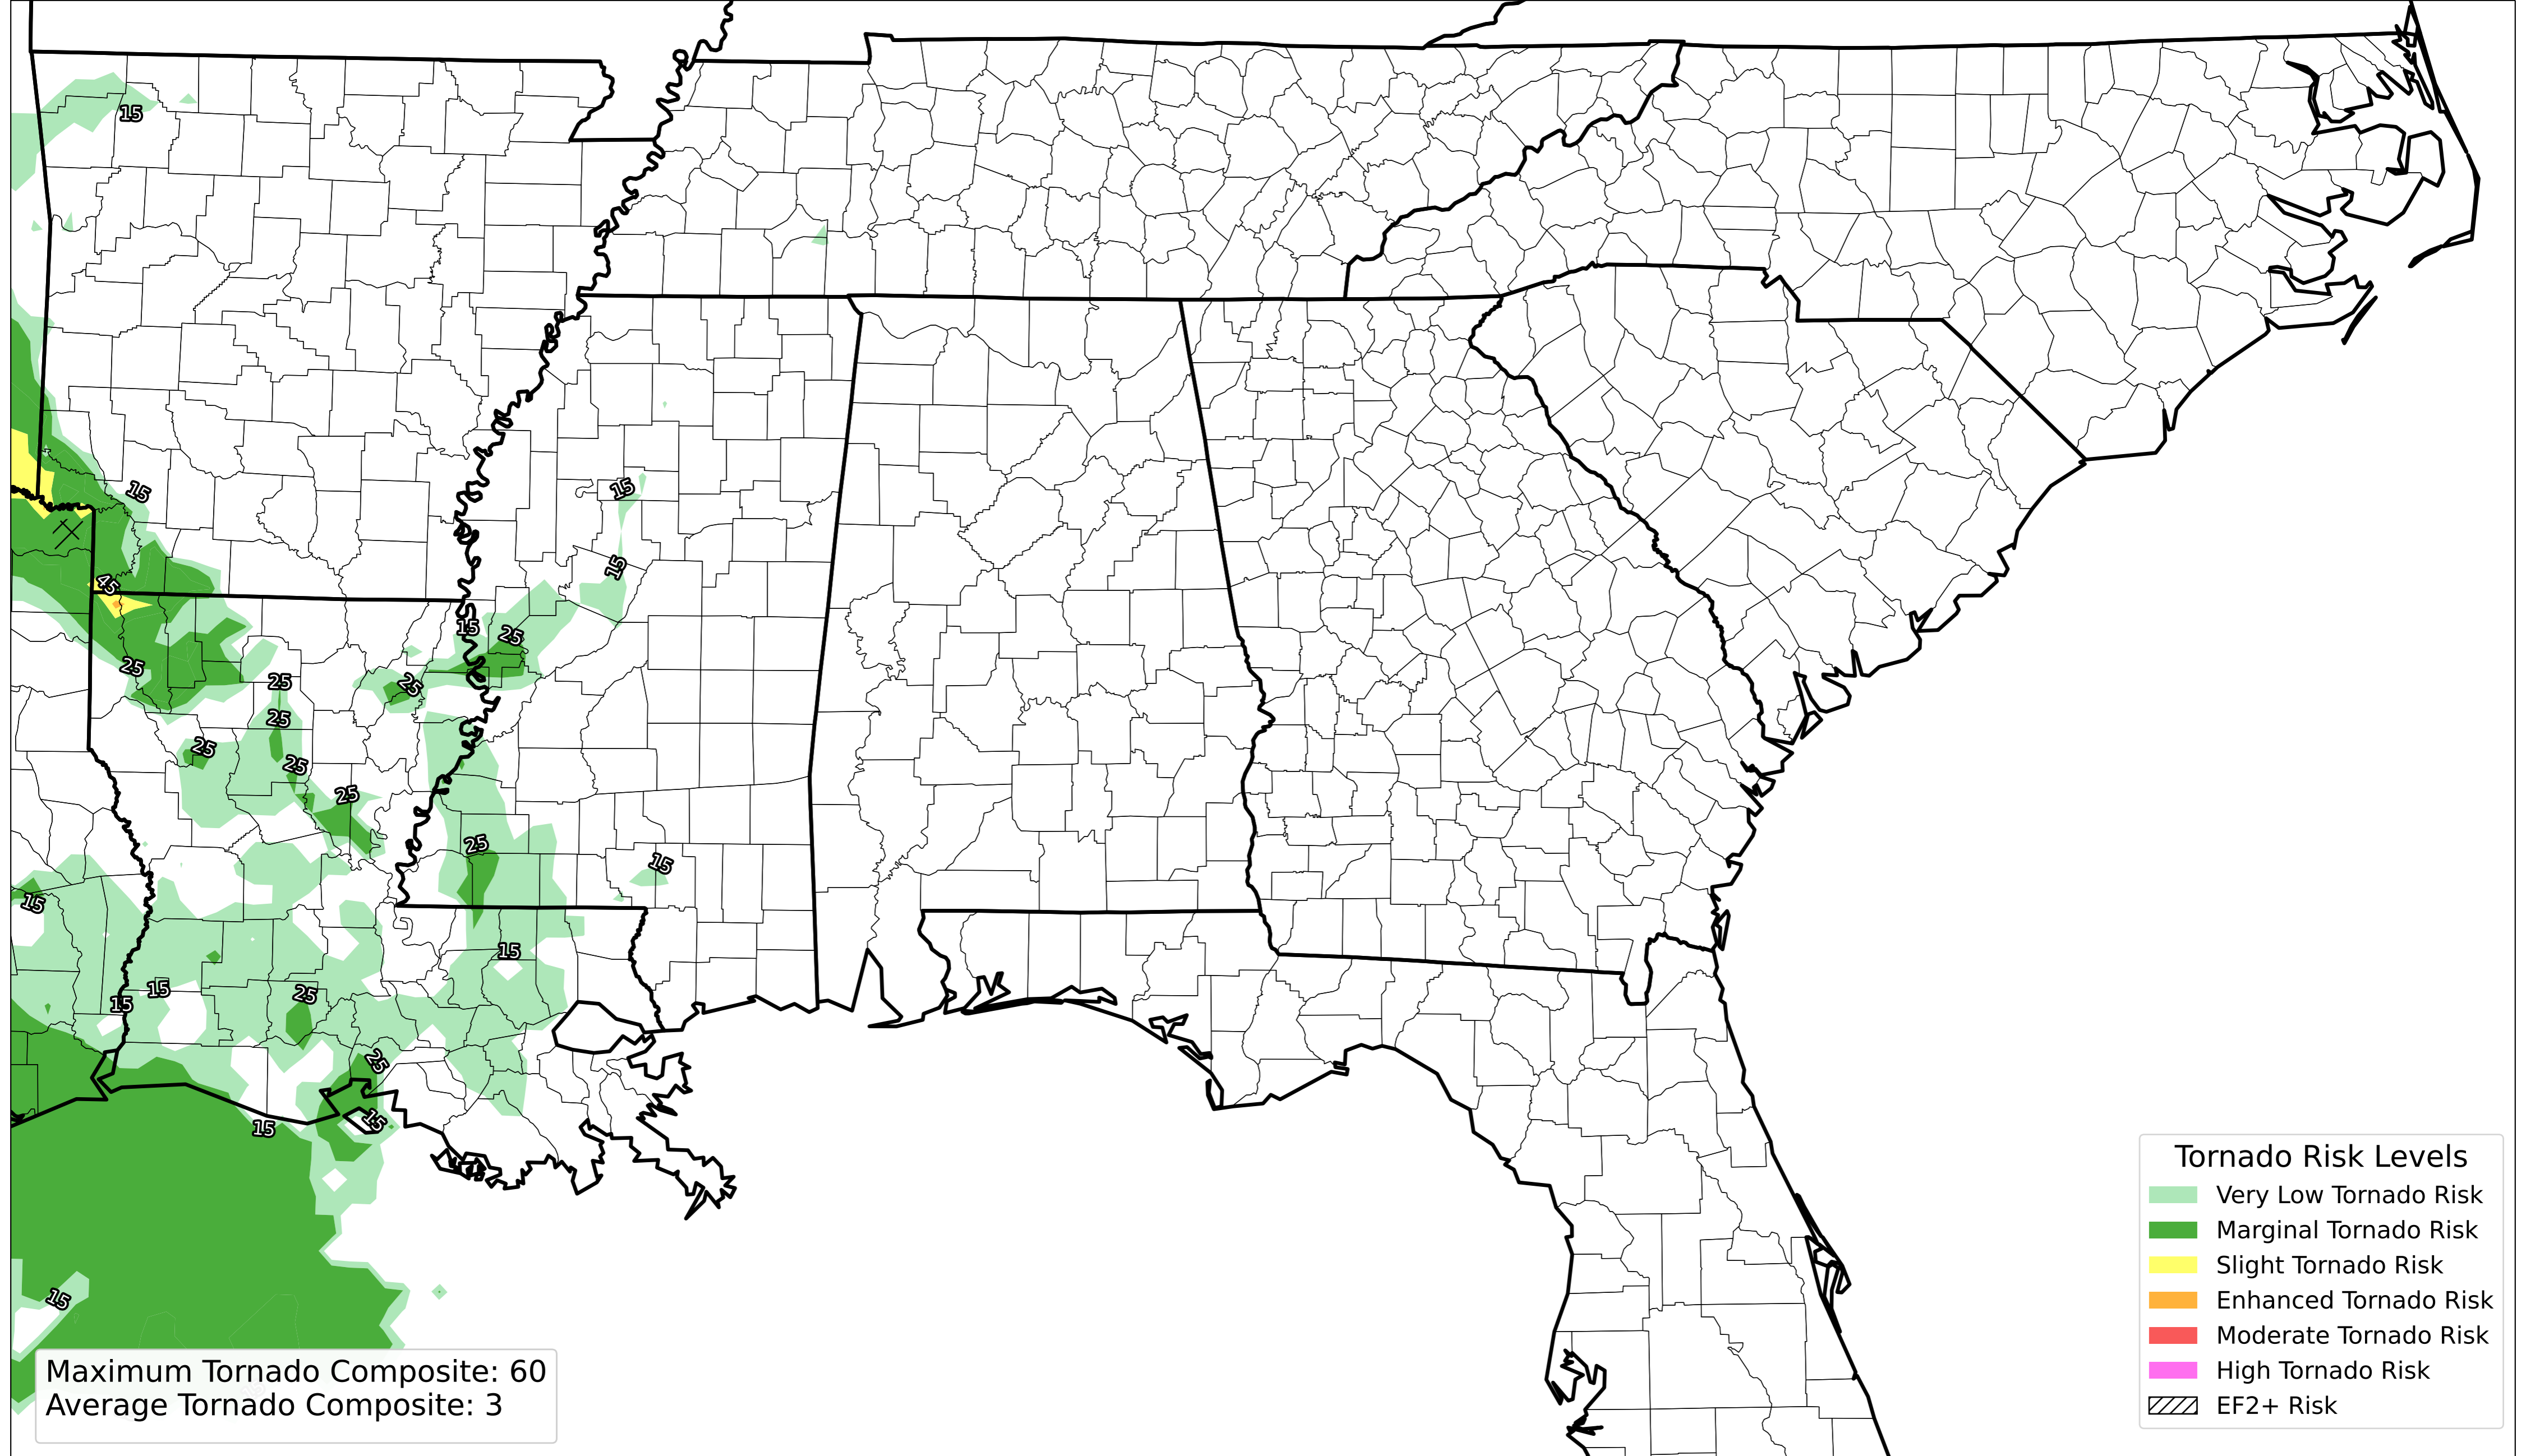 15
15
15
15
45
15
25
25
25
25
25
25
25
25
25
15
15
15
15
15
25
25
15
15
15
Maximum Tornado Composite: 60
Average Tornado Composite: 3
Tornado Risk Levels
Very Low Tornado Risk
Marginal Tornado Risk
Slight Tornado Risk
Enhanced Tornado Risk
Moderate Tornado Risk
High Tornado Risk
EF2+ Risk